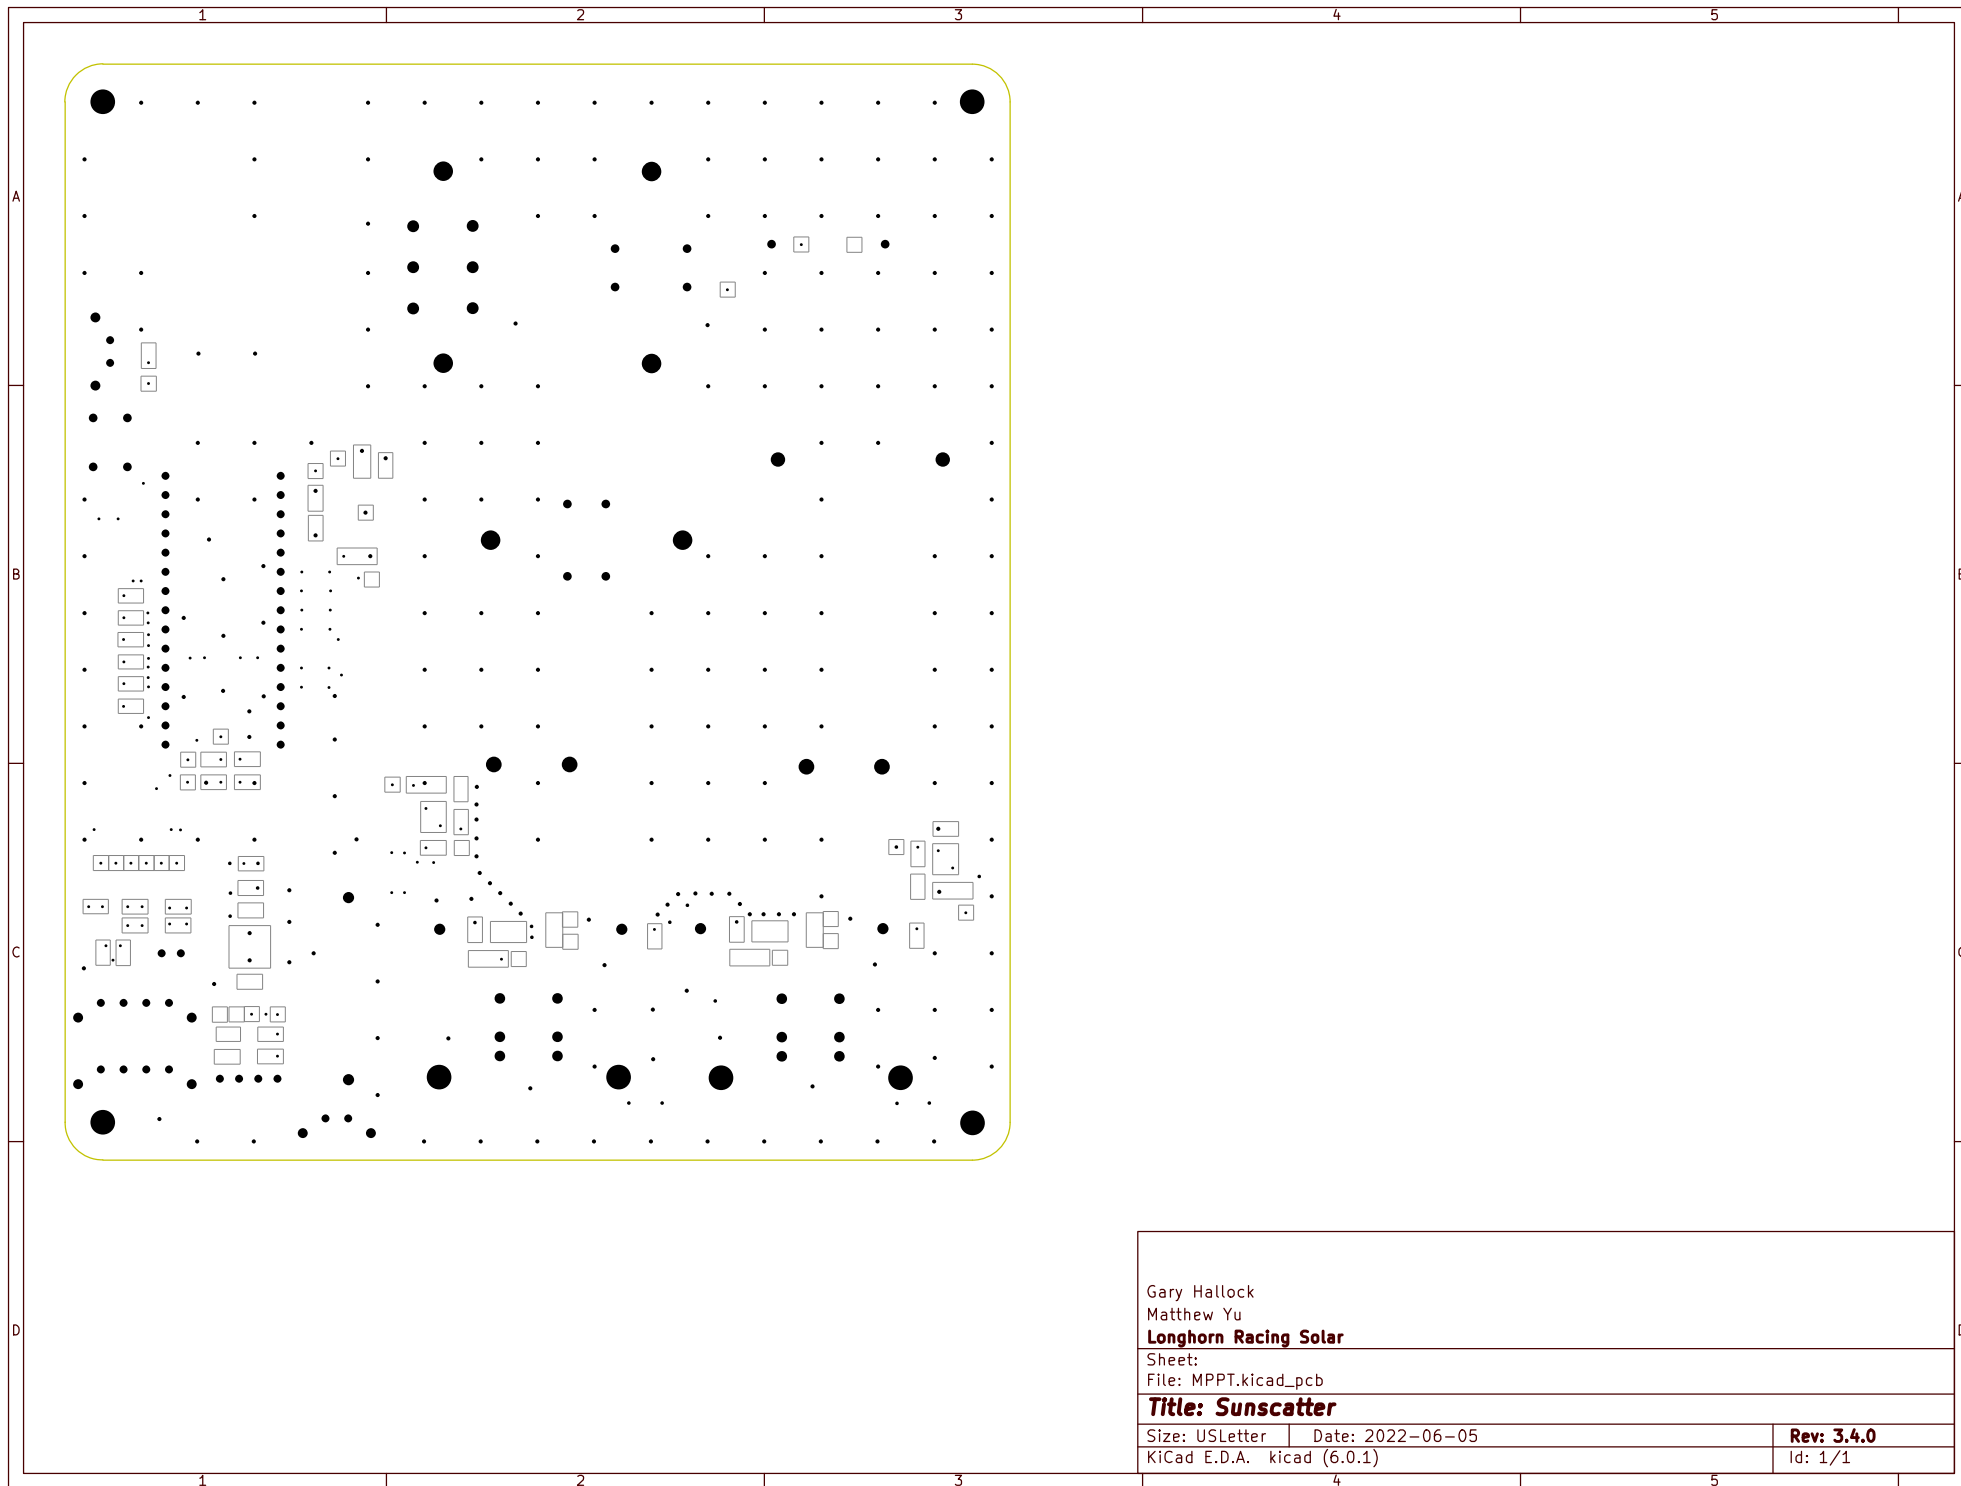 1 2 3 4 5
A A
B B
C C
D D
Gary Hallock
Matthew Yu
Longhorn Racing Solar
Sheet:
File: MPPT.kicad_pcb
Title: Sunscatter
Size: USLetter Date: 2022-06-05 Rev: 3.4.0
KiCad E.D.A. kicad (6.0.1) Id: 1/1
1 2 3 4 5